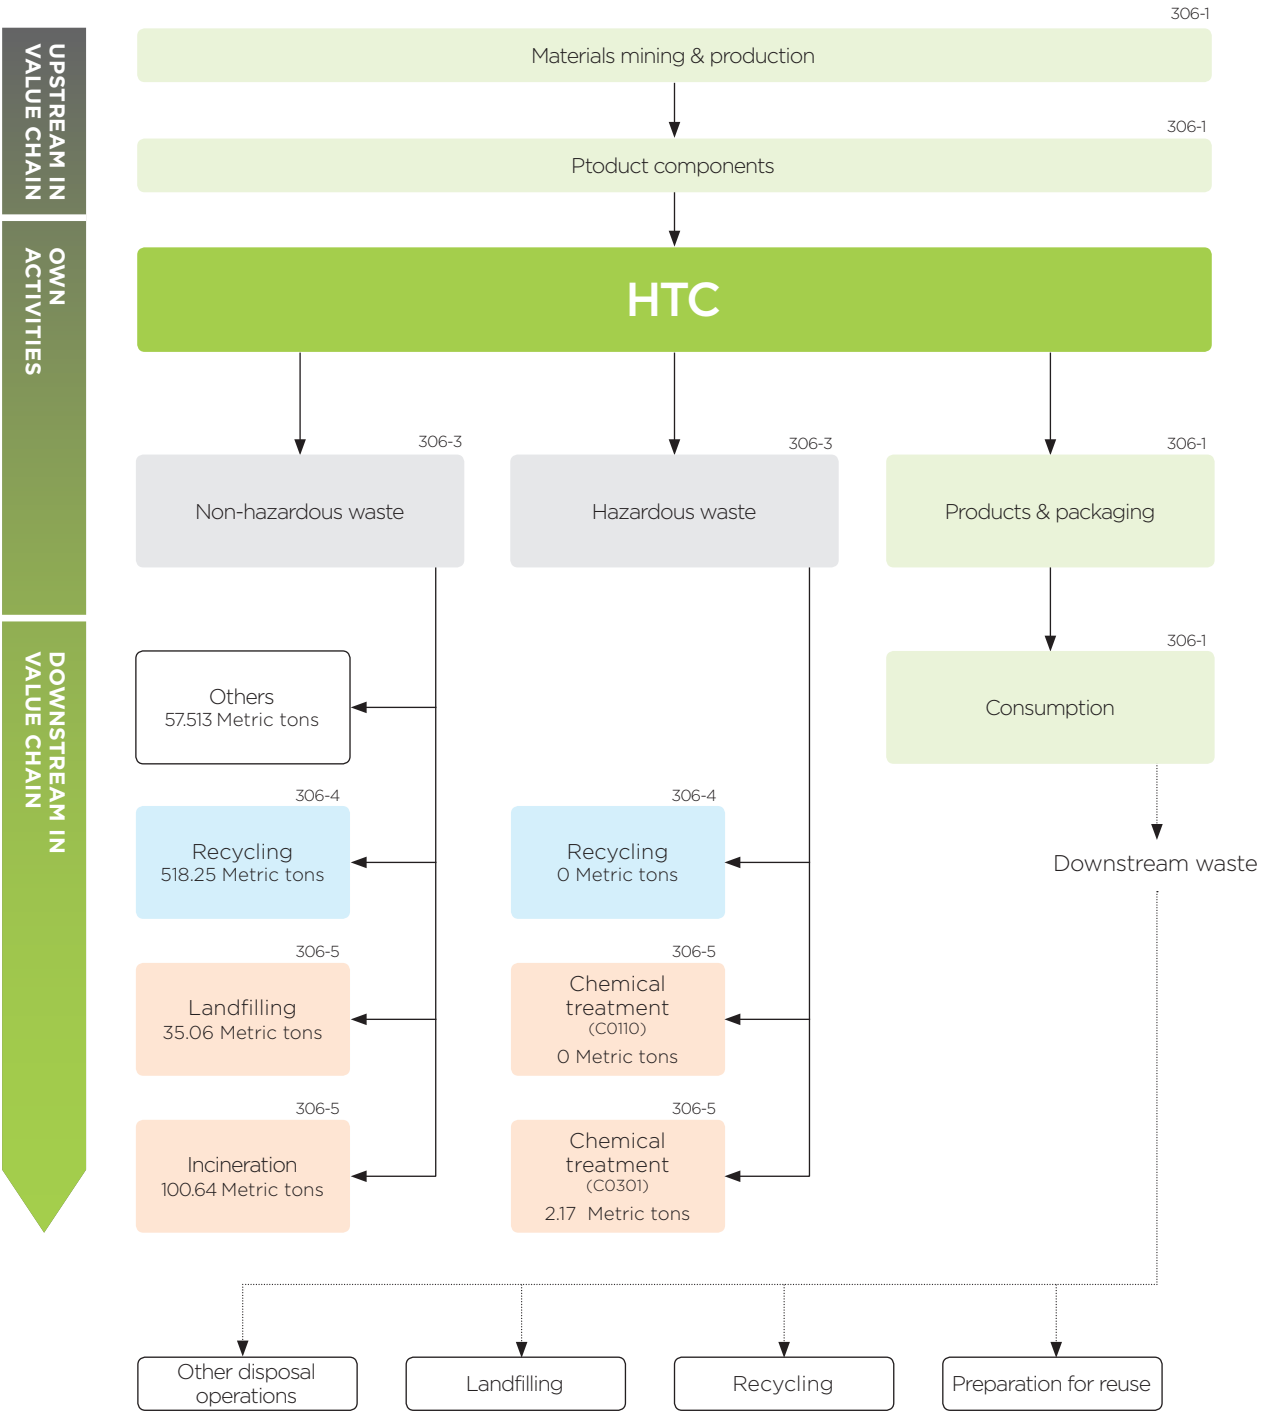 306-1
UPSTREAM IN
VALUE CHAIN
Materials mining & production
306-1
Ptoduct components
OWN
ACTIVITIES
HTC
306-3
Non-hazardous waste
306-3
Hazardous waste
306-1
Products & packaging
DOWNSTREAM IN
VALUE CHAIN
306-1
Consumption
Others
57.513 Metric tons
306-4
Recycling
518.25 Metric tons
306-4
Recycling
0 Metric tons
Downstream waste
306-5
Landfilling
35.06 Metric tons
306-5
Chemical
treatment
(C0110)
0 Metric tons
306-5
Incineration
100.64 Metric tons
306-5
Chemical
treatment
(C0301)
2.17 Metric tons
Other disposal
operations
Landfilling
Recycling
Preparation for reuse